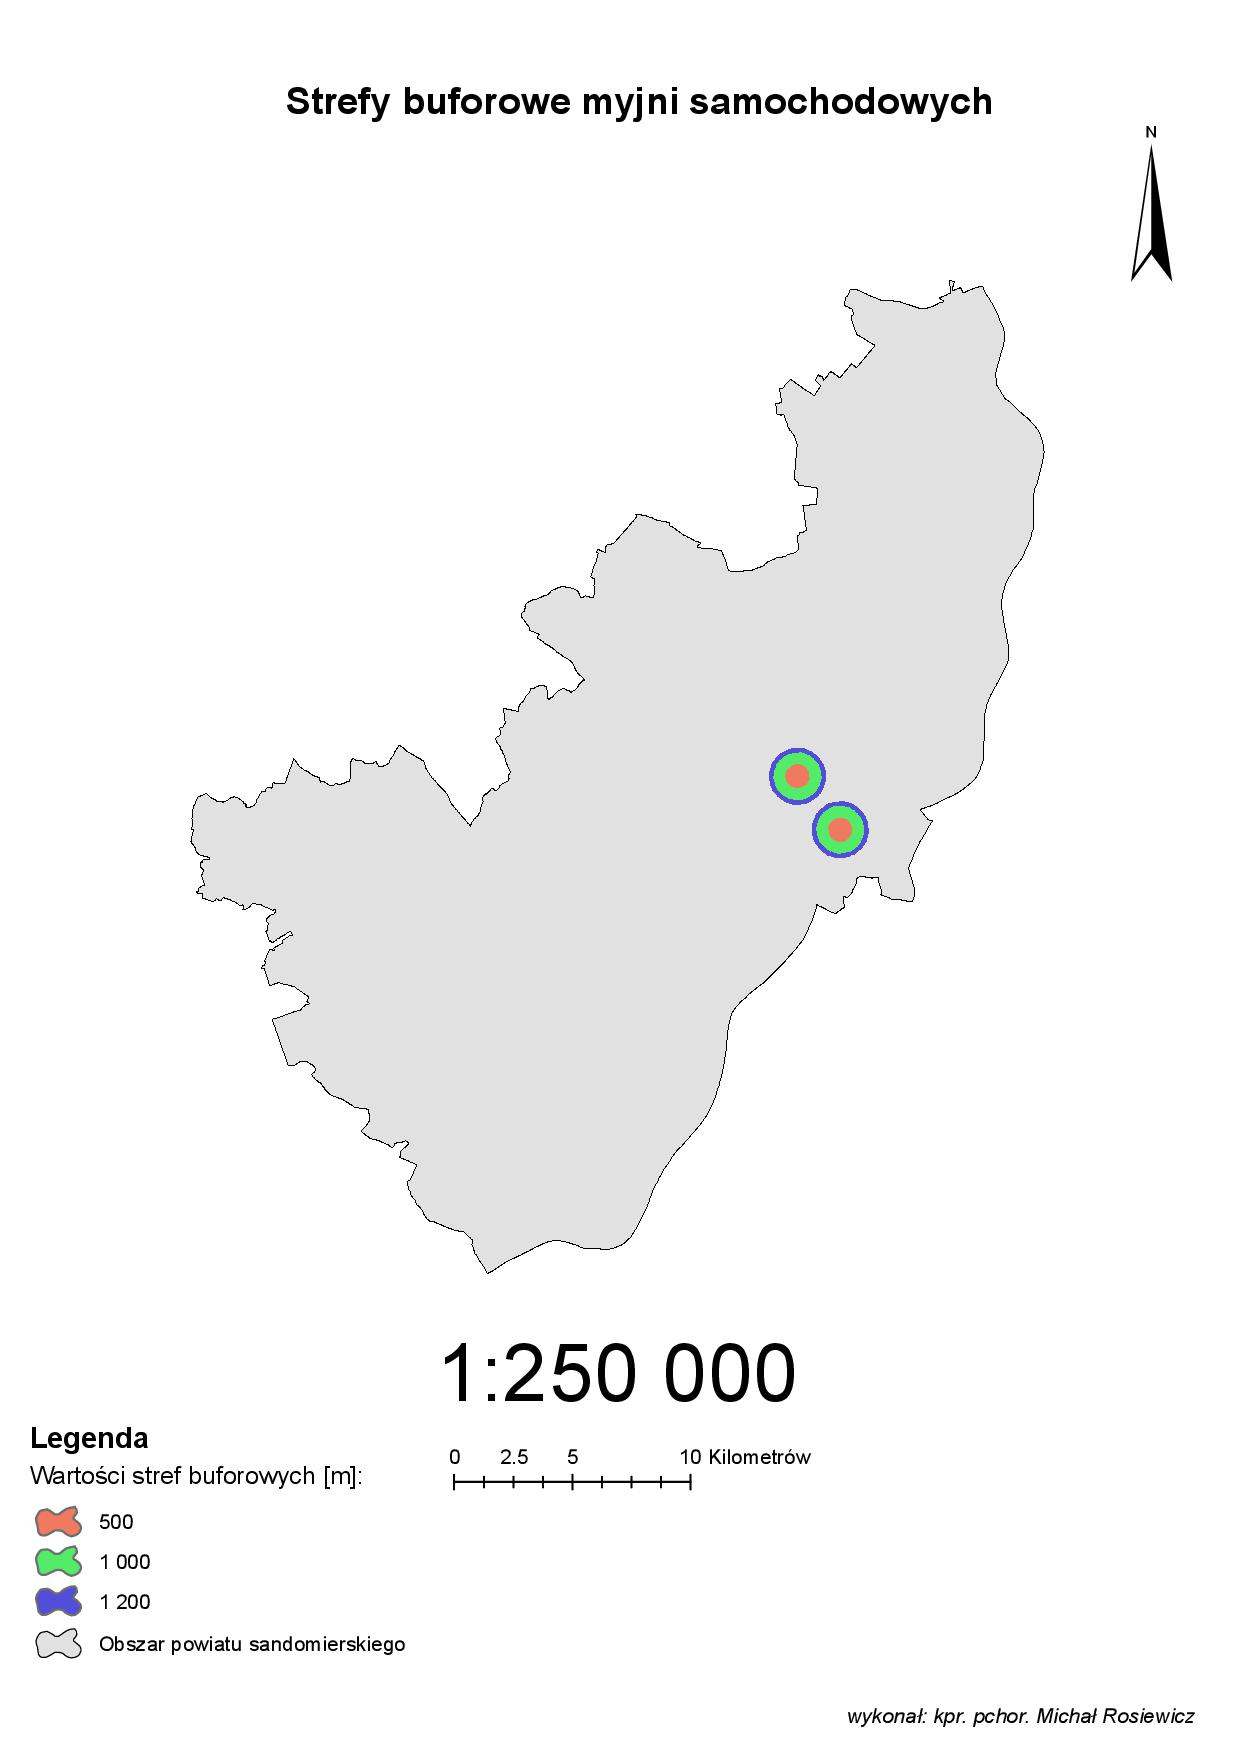 Strefy buforowe myjni samochodowych
N
1:250 000
Legenda
Wartości stref buforowych [m]:
0 2.5 5 10 Kilometrów
500
1 000
1 200
Obszar powiatu sandomierskiego
wykonał: kpr. pchor. Michał Rosiewicz